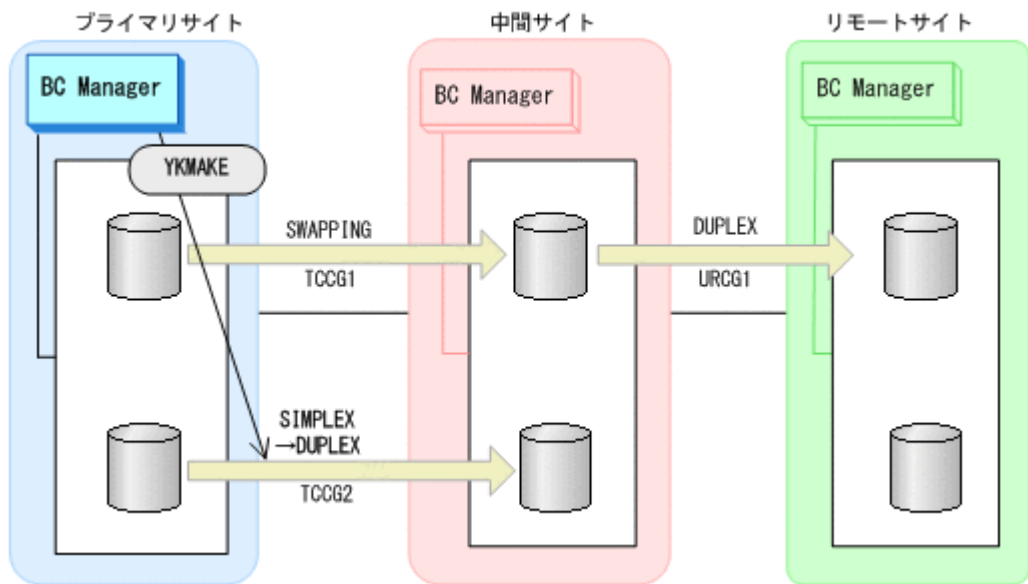 プライマリサイト
中間サイト
リモートサイト
BC Manager
BC Manager
BC Manager
YKMAKE
SWAPPING
TCCG1
DUPLEX
URCG1
SIMPLEX
→DUPLEX
TCCG2